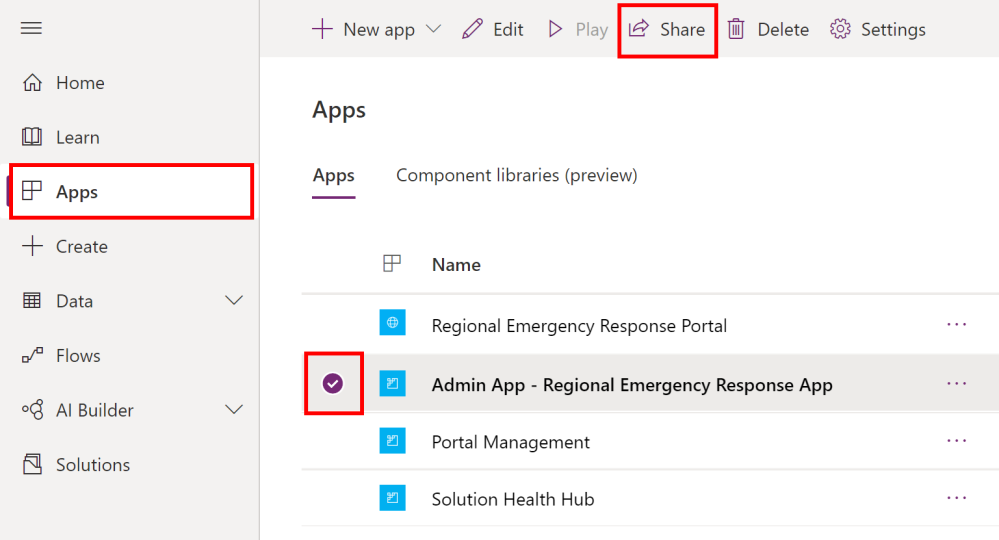 New app
Edit
Play
Share
Delete
Settings
Home
Learn
Apps
Create
Data
Flows
AI Builder
Solutions
Apps
Apps
Component libraries (preview)
Name
Regional Emergency Response Portal
Admin App - Regional Emergency Response App
Portal Management
Solution Health Hub